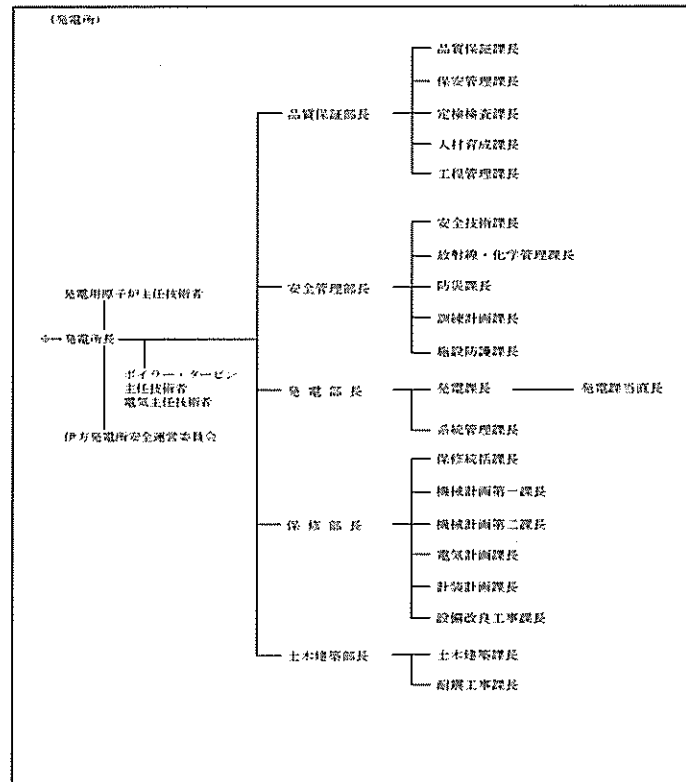 (発電所)
品質保証課長
保安管理課長
品質保証部長
定検検査課長
人材育成課長
工程管理課長
安全技術課長
放射線・化学管理課長
発電用原子炉主任技術者
安全管理部長
防災課長
訓練計画課長
※
発電所長
施設防護課長
ボイラー・タービン
主任技術者
電気主任技術者
発電部長
発電課長
発電課当直長
伊方発電所安全運営委員会
系統管理課長
保修統括課長
機械計画第一課長
保修部長
機械計画第二課長
電気計画課長
計装計画課長
設備改良工事課長
土木建築部長
土木建築課長
耐震工事課長